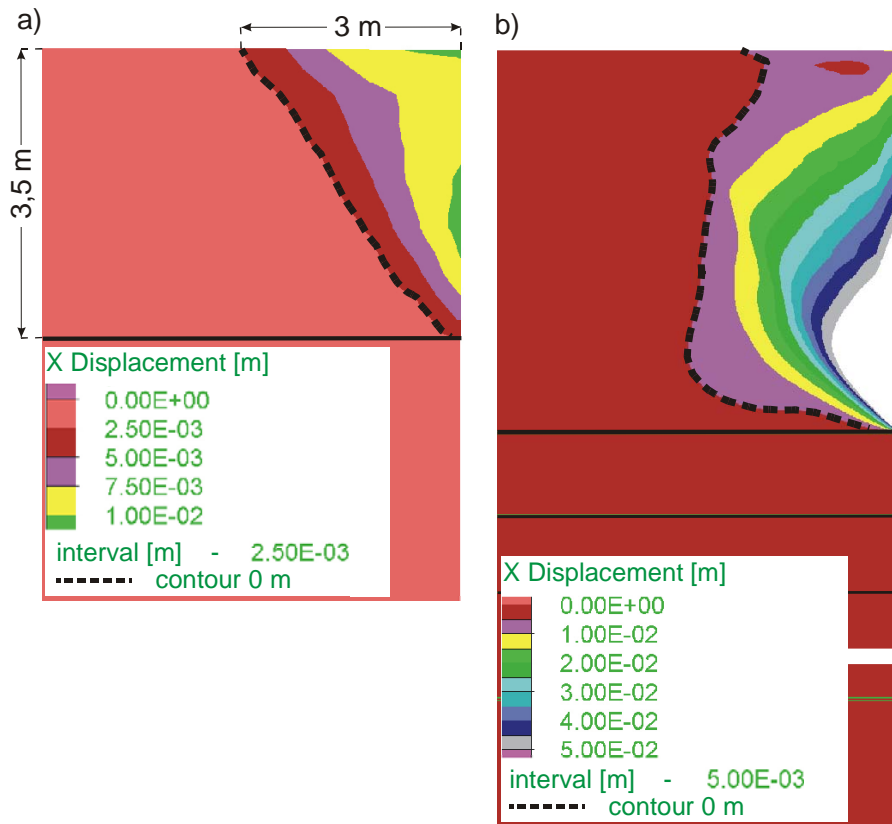 a)
3 m
3,5 m
X Displacement [m]
0.00E+00
2.50E-03
5.00E-03
7.50E-03
1.00E-02
interval [m] - 2.50E-03
contour 0 m
b)
X Displacement [m]
0.00E+00
1.00E-02
2.00E-02
3.00E-02
4.00E-02
5.00E-02
interval [m] - 5.00E-03
contour 0 m